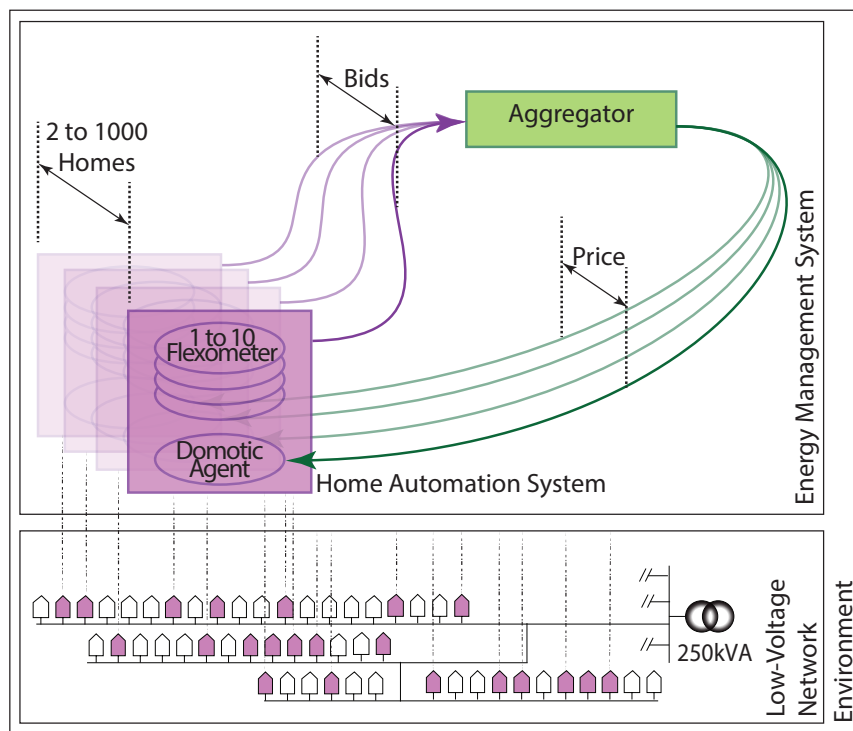 Bids
Aggregator
2 to 1000
Homes
Price
1 to 10
Flexometer
Domotic
Agent
Home Automation System
Energy Management System
250kVA
Low-Voltage
Network
Environment